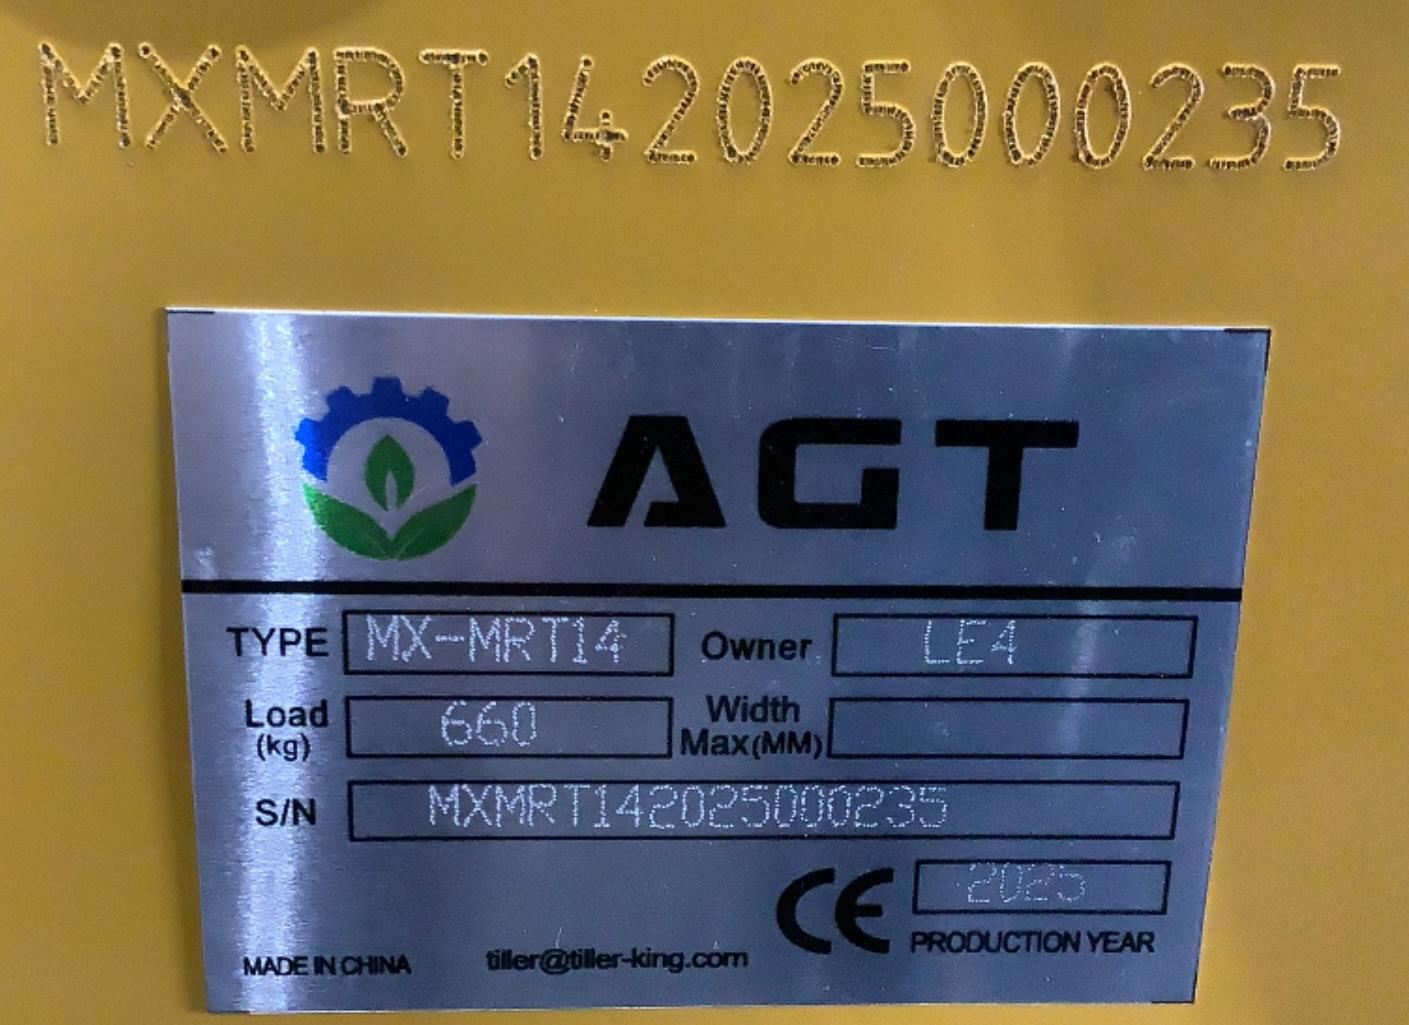 MXMRT142025000235
AGT
TYPE MX-MRT14 Owner LE4
Load (kg) 660 Width Max(MM)
S/N MXMRT142025000235
CE 2025
PRODUCTION YEAR
MADE IN CHINA tiller@tiller-king.com